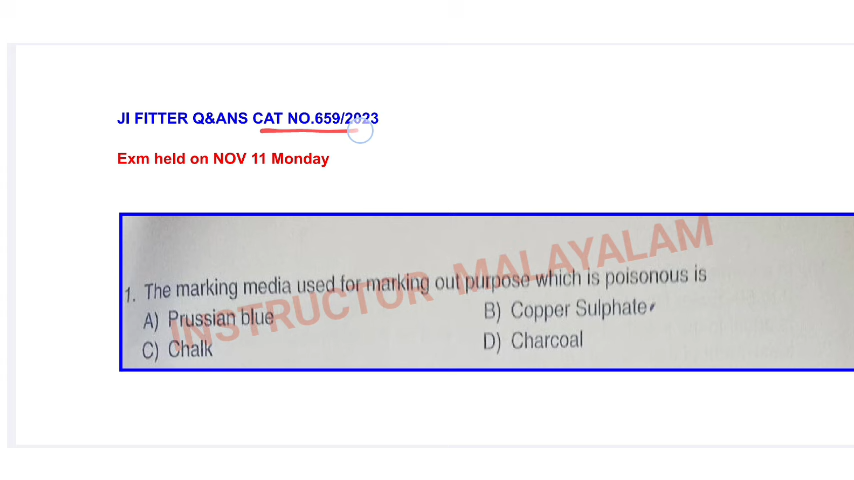 JI FITTER Q&ANS CAT NO.659/2023
Exm held on NOV 11 Monday
INSTRUCTOR MALAYALAM
1. The marking media used for marking out purpose which is poisonous is
A) Prussian blue B) Copper Sulphate
C) Chalk D) Charcoal